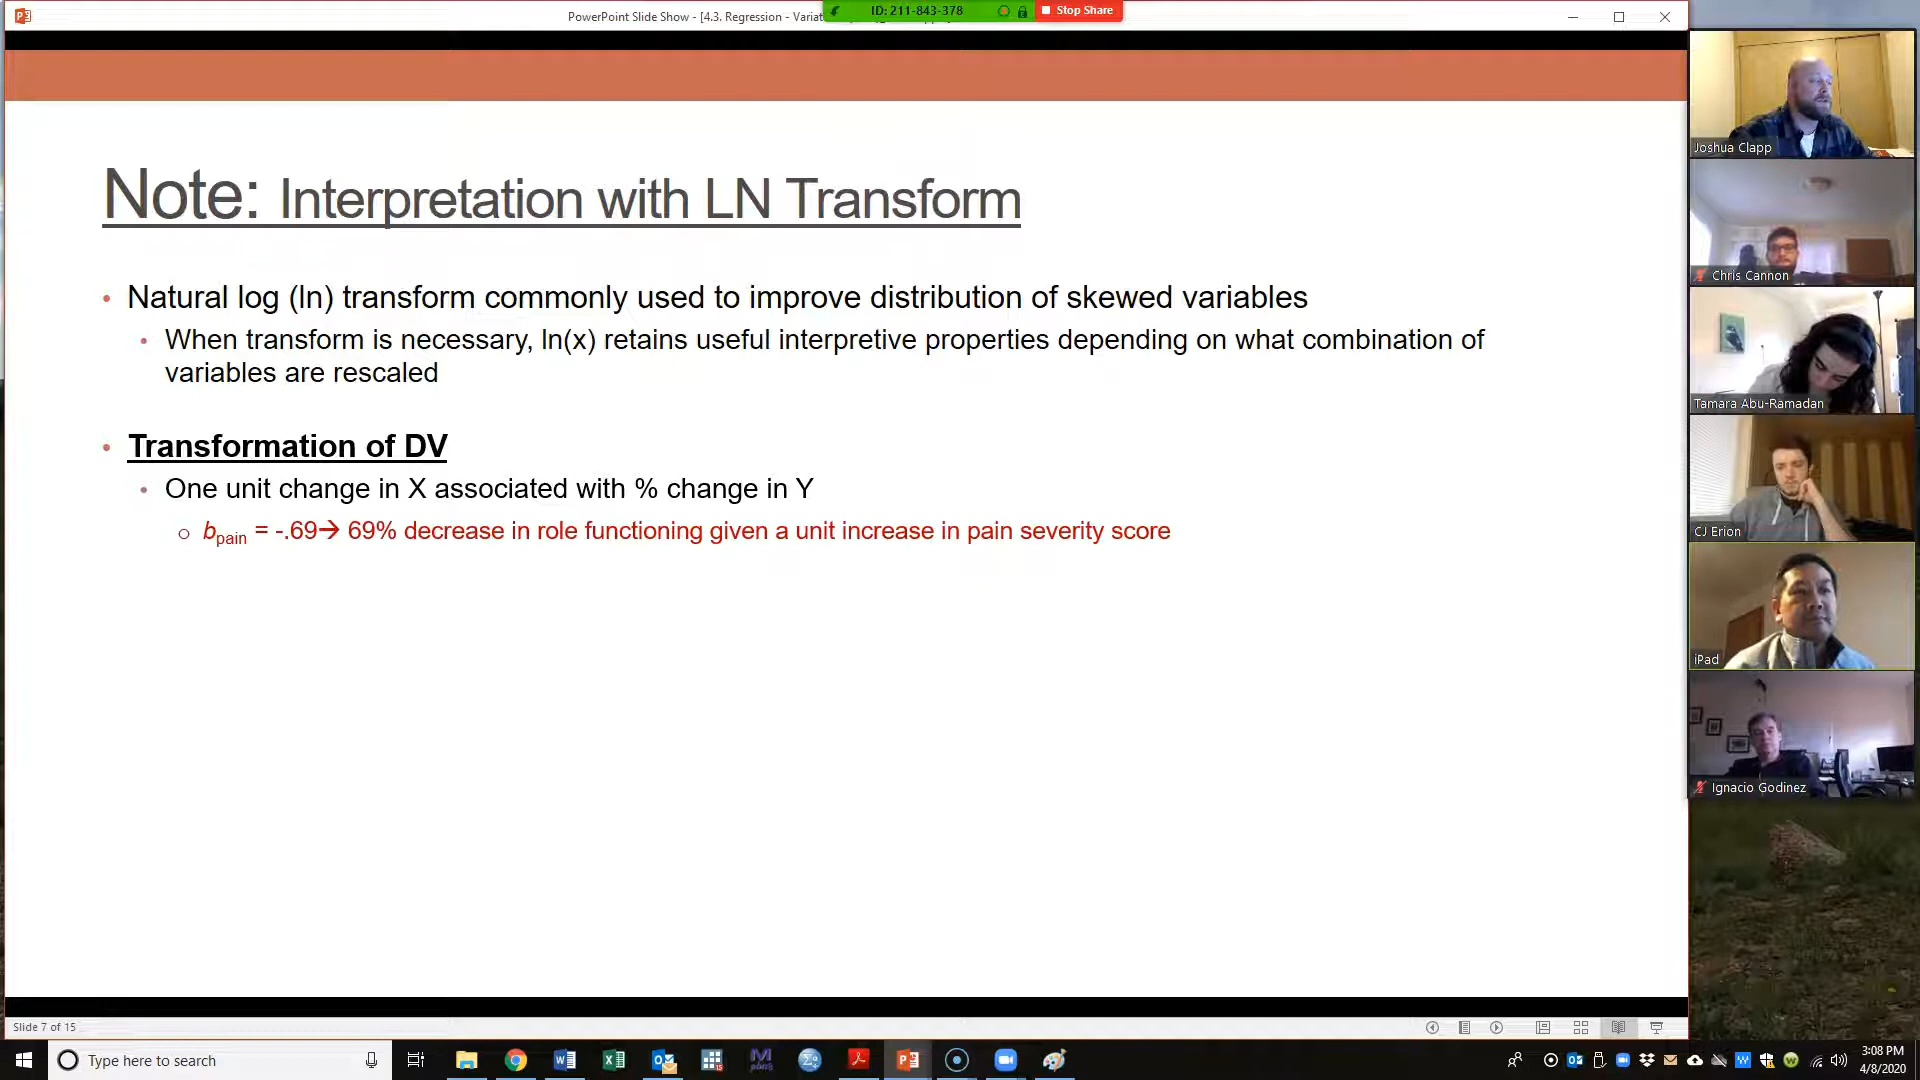 PowerPoint Slide Show - [4.3. Regression - Variat
ID: 211-843-378
Stop Share
Note: Interpretation with LN Transform
• Natural log (ln) transform commonly used to improve distribution of skewed variables
• When transform is necessary, ln(x) retains useful interpretive properties depending on what combination of
variables are rescaled
• Transformation of DV
• One unit change in X associated with % change in Y
o bpain = -.69→ 69% decrease in role functioning given a unit increase in pain severity score
Joshua Clapp
Chris Cannon
Tamara Abu-Ramadan
CJ Erion
iPad
Ignacio Godinez
Slide 7 of 15
Type here to search
3:08 PM
4/8/2020